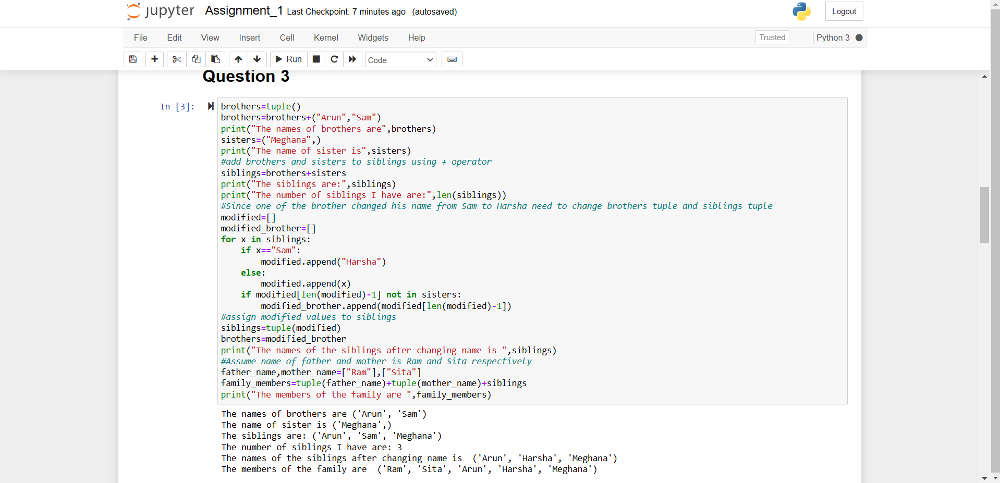 jupyter Assignment_1 Last Checkpoint: 7 minutes ago (autosaved) Logout
File Edit View Insert Cell Kernel Widgets Help Trusted Python 3
Run Code
Question 3
In [3]:
brothers=tuple()
brothers=brothers+("Arun","Sam")
print("The names of brothers are",brothers)
sisters=("Meghana",)
print("The name of sister is",sisters)
#add brothers and sisters to siblings using + operator
siblings=brothers+sisters
print("The siblings are:",siblings)
print("The number of siblings I have are:",len(siblings))
#Since one of the brother changed his name from Sam to Harsha need to change brothers tuple and siblings tuple
modified=[]
modified_brother=[]
for x in siblings:
    if x=="Sam":
        modified.append("Harsha")
    else:
        modified.append(x)
    if modified[len(modified)-1] not in sisters:
        modified_brother.append(modified[len(modified)-1])
#assign modified values to siblings
siblings=tuple(modified)
brothers=modified_brother
print("The names of the siblings after changing name is ",siblings)
#Assume name of father and mother is Ram and Sita respectively
father_name,mother_name=["Ram"],["Sita"]
family_members=tuple(father_name)+tuple(mother_name)+siblings
print("The members of the family are ",family_members)
The names of brothers are ('Arun', 'Sam')
The name of sister is ('Meghana',)
The siblings are: ('Arun', 'Sam', 'Meghana')
The number of siblings I have are: 3
The names of the siblings after changing name is  ('Arun', 'Harsha', 'Meghana')
The members of the family are  ('Ram', 'Sita', 'Arun', 'Harsha', 'Meghana')